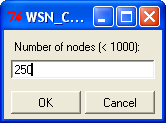 WSN_C...
Number of nodes (< 1000):
250
OK
Cancel